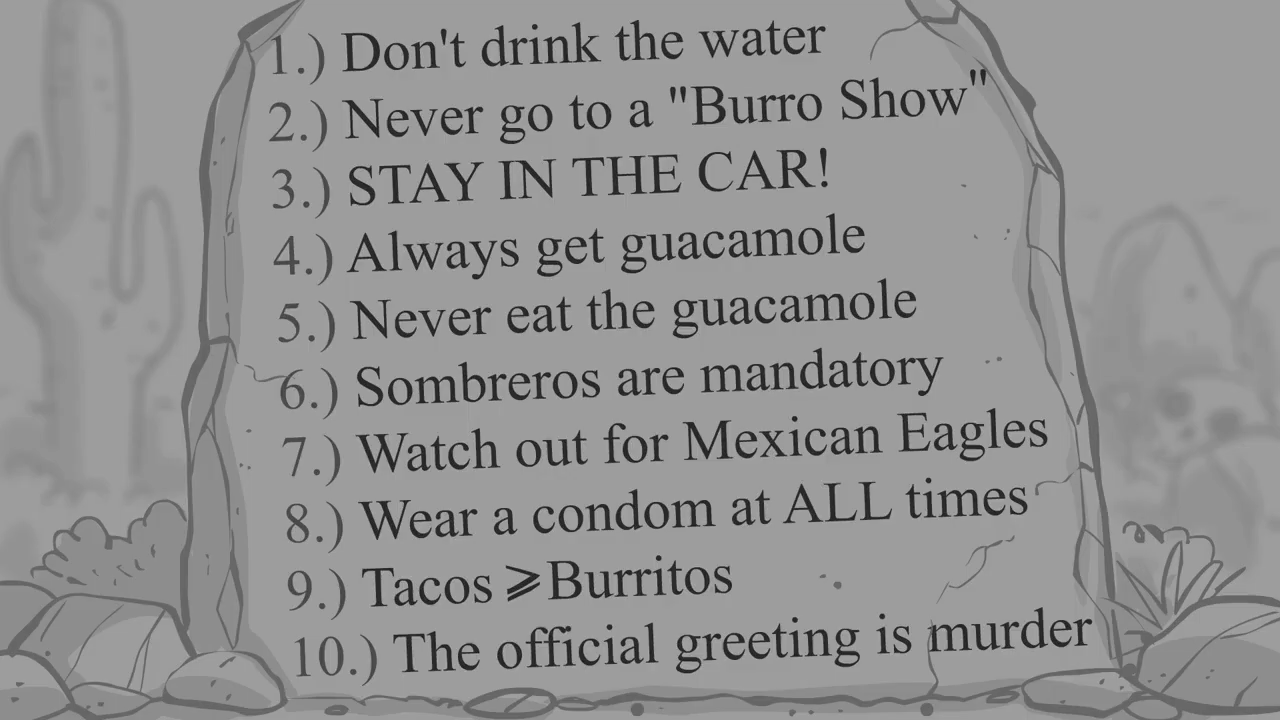 1.) Don't drink the water
2.) Never go to a "Burro Show"
3.) STAY IN THE CAR!
4.) Always get guacamole
5.) Never eat the guacamole
6.) Sombreros are mandatory
7.) Watch out for Mexican Eagles
8.) Wear a condom at ALL times
9.) Tacos ⩾ Burritos
10.) The official greeting is murder